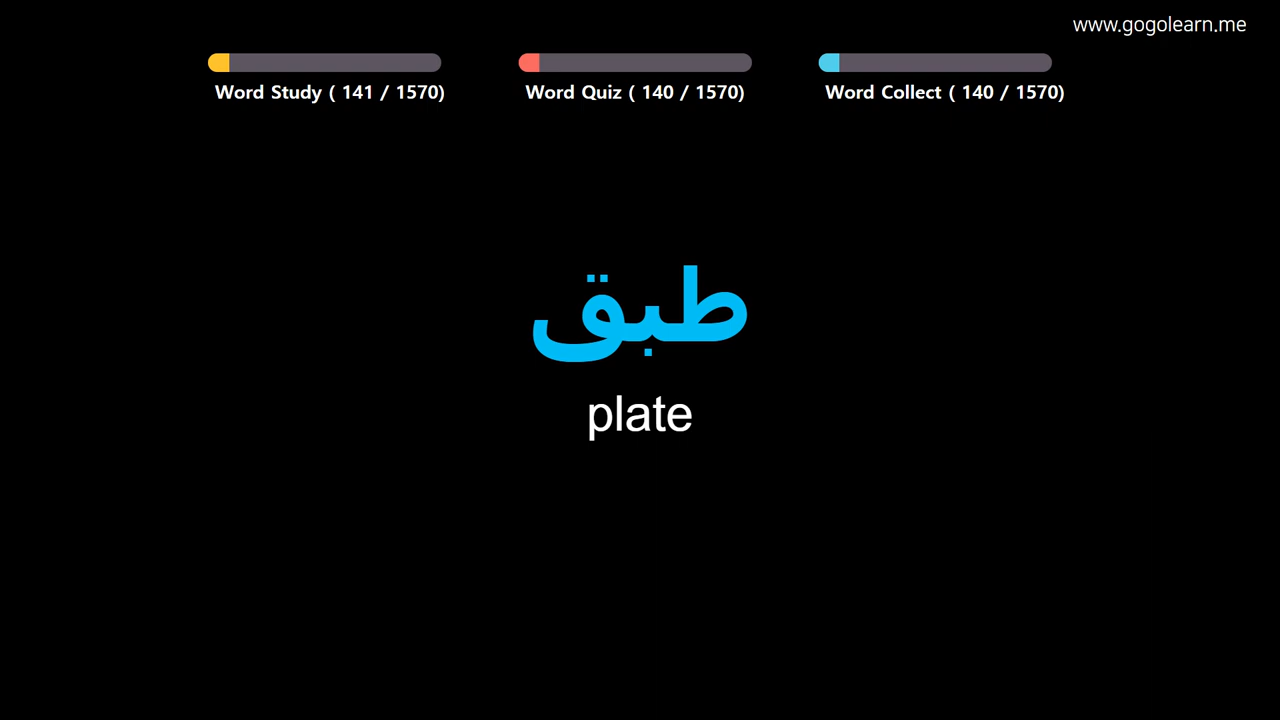 www.gogolearn.me
Word Study ( 141 / 1570)
Word Quiz ( 140 / 1570)
Word Collect ( 140 / 1570)
طبق
plate